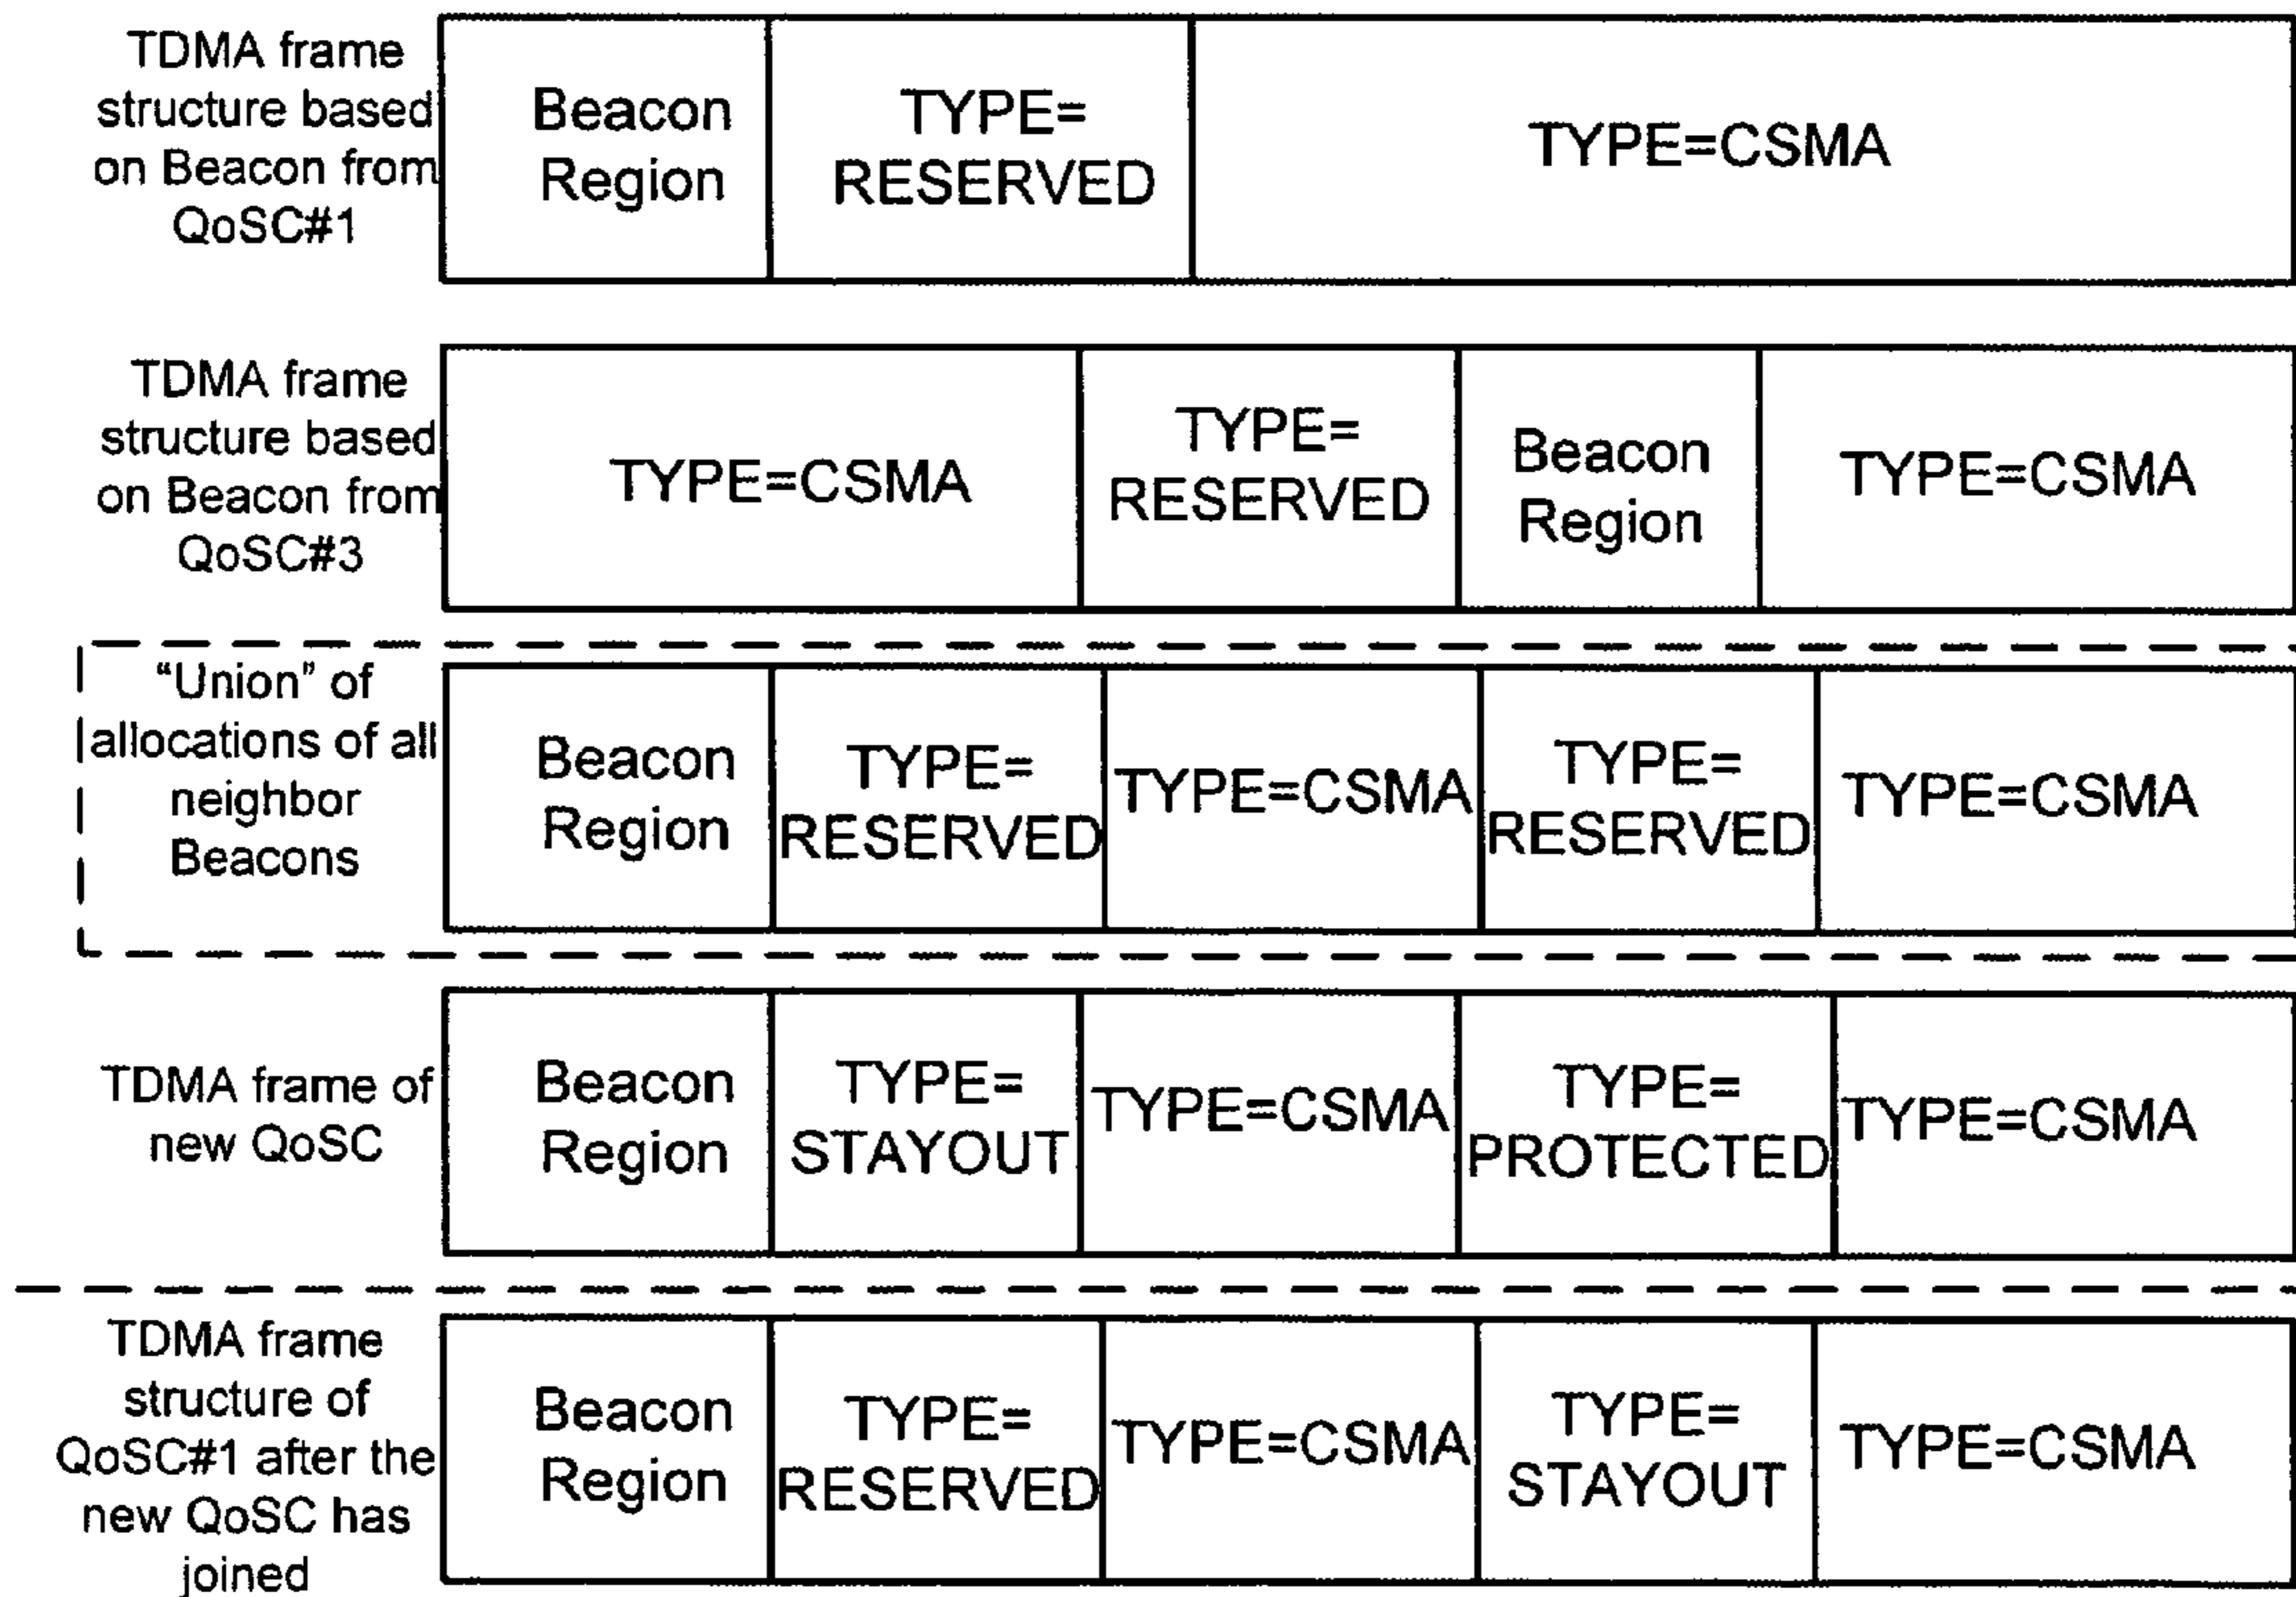 TDMA frame
structure based
on Beacon from
QoSC#1
Beacon
Region
TYPE=
RESERVED
TYPE=CSMA
TDMA frame
structure based
on Beacon from
QoSC#3
TYPE=CSMA
TYPE=
RESERVED
Beacon
Region
TYPE=CSMA
“Union” of
allocations of all
neighbor
Beacons
Beacon
Region
TYPE=
RESERVED
TYPE=CSMA
TYPE=
RESERVED
TYPE=CSMA
TDMA frame of
new QoSC
Beacon
Region
TYPE=
STAYOUT
TYPE=CSMA
TYPE=
PROTECTED
TYPE=CSMA
TDMA frame
structure of
QoSC#1 after the
new QoSC has
joined
Beacon
Region
TYPE=
RESERVED
TYPE=CSMA
TYPE=
STAYOUT
TYPE=CSMA